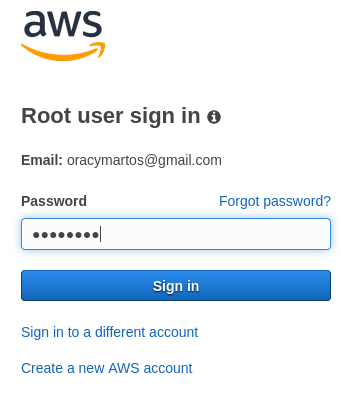 aws
Root user sign in
Email: oracymartos@gmail.com
Password Forgot password?
●●●●●●●●
Sign in
Sign in to a different account
Create a new AWS account